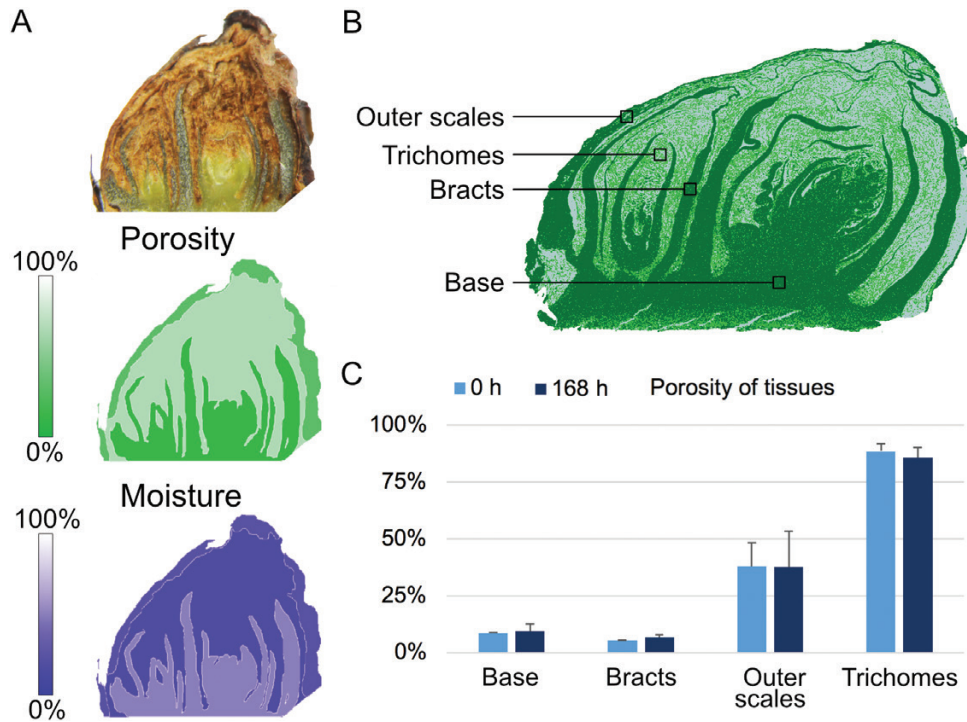 A
Porosity
100%
0%
Moisture
100%
0%
B
Outer scales
Trichomes
Bracts
Base
C
0 h 168 h Porosity of tissues
100%
75%
50%
25%
0%
Base Bracts Outer scales Trichomes